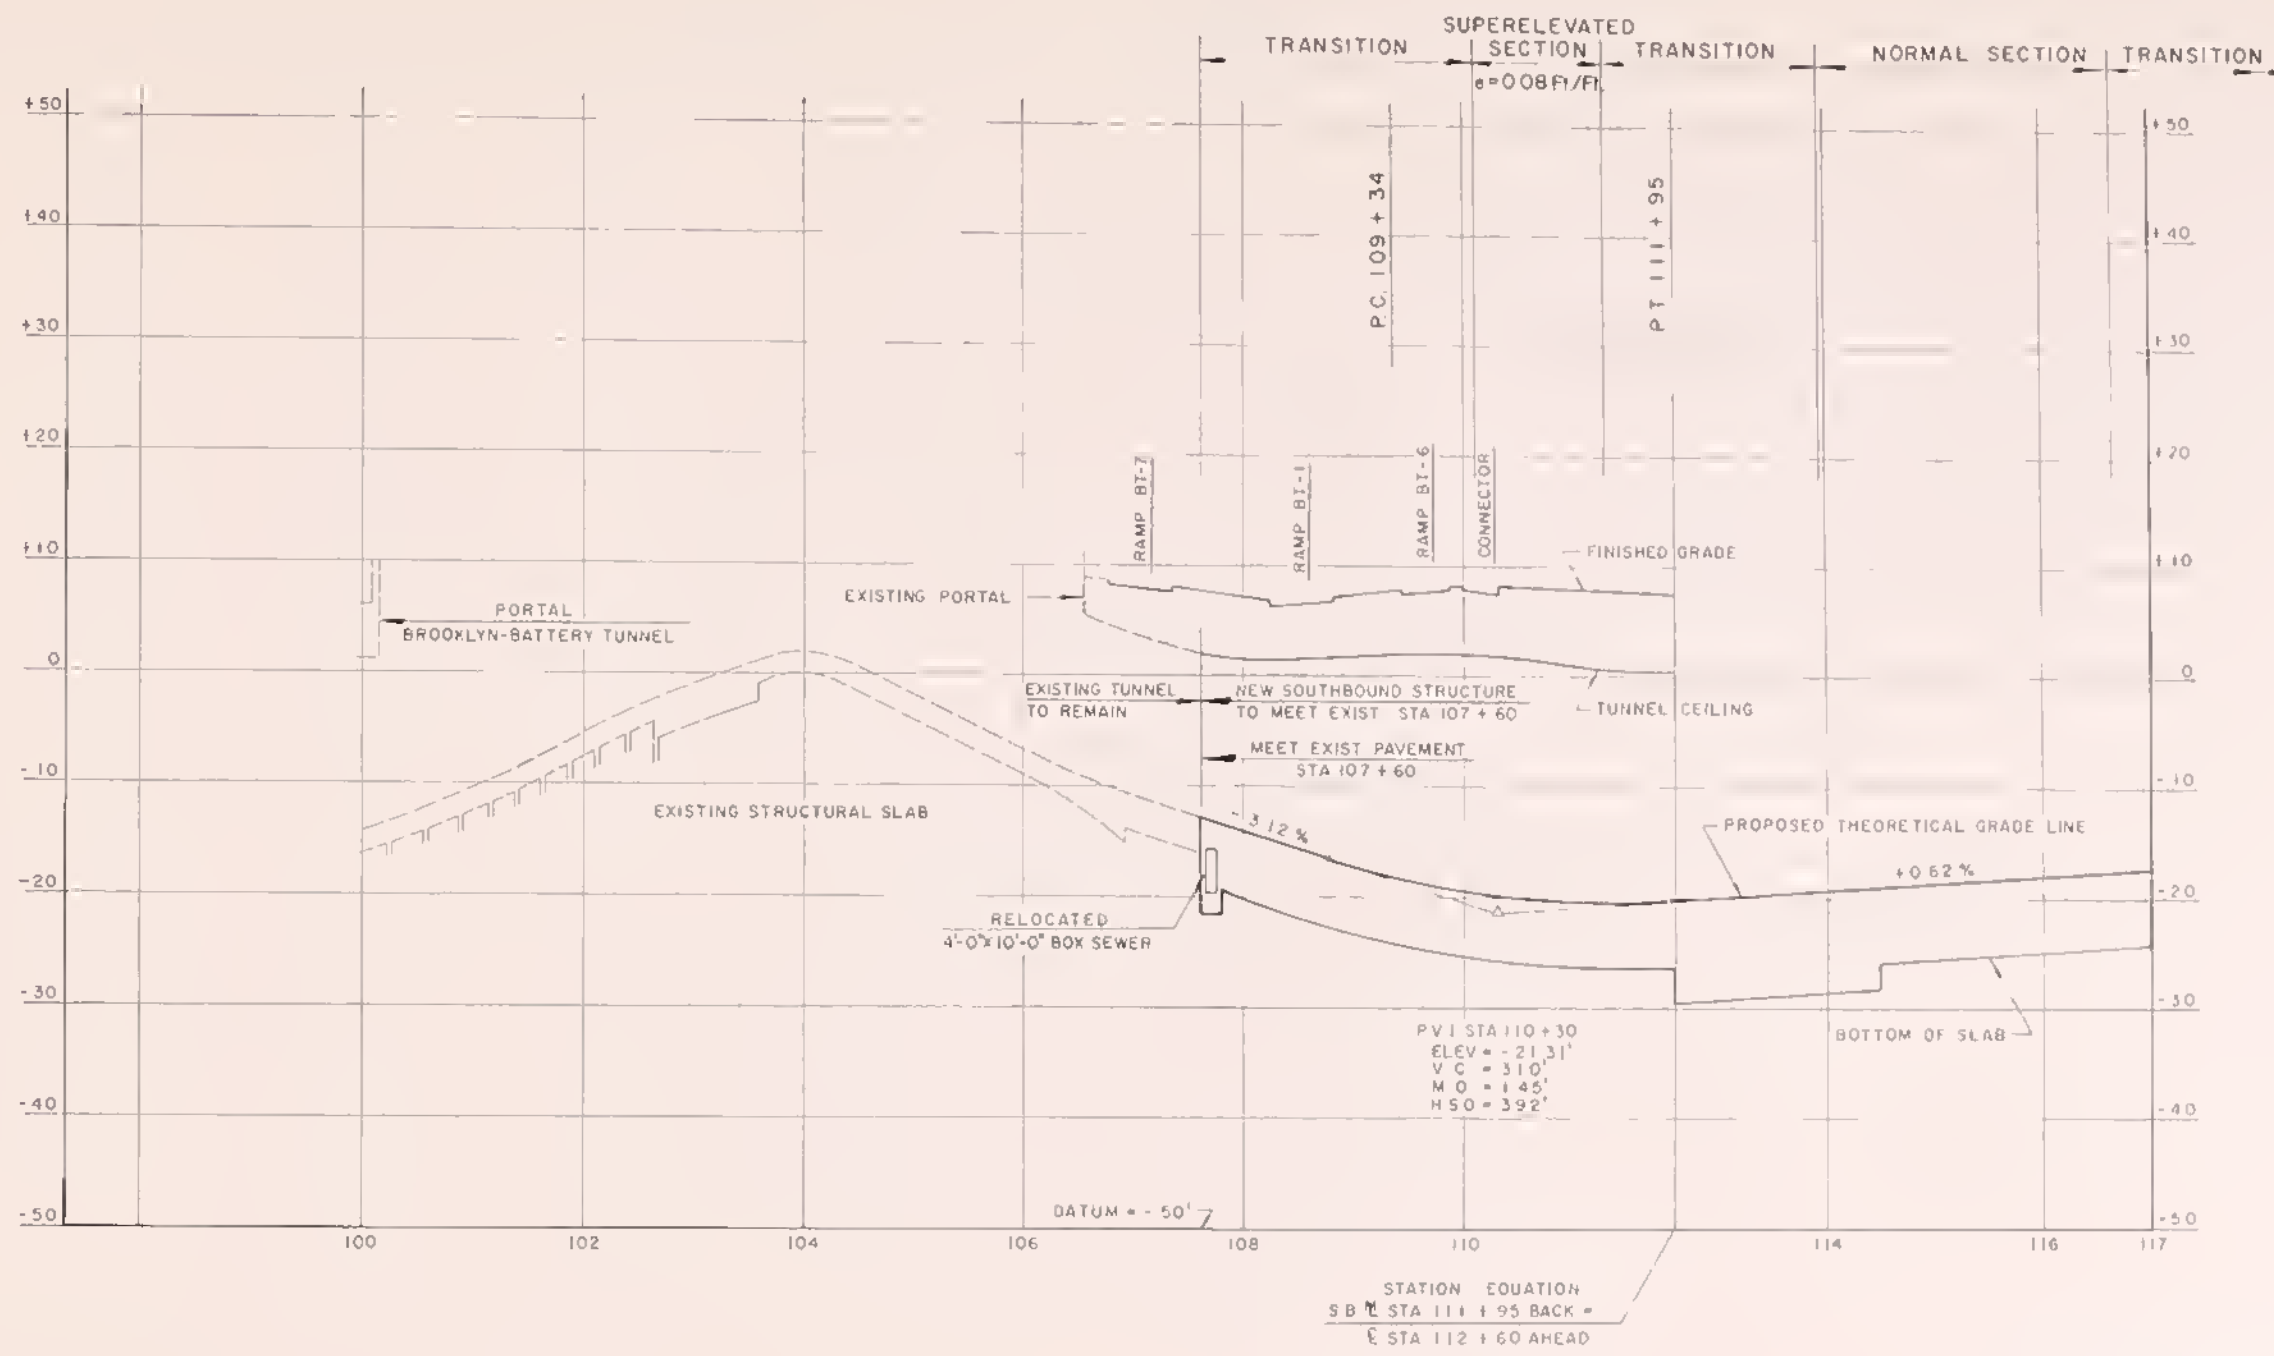 SUPERELEVATED
TRANSITION SECTION TRANSITION NORMAL SECTION TRANSITION
e=0.08 Ft/Ft.
+50 +50
+40 +40
+30 +30
+20 +20
+10 +10
0 0
-10 -10
-20 -20
-30 -30
-40 -40
-50 -50
P.C. 109 + 34
P T 111 + 95
RAMP BT-7
RAMP BT-1
RAMP BT-6
CONNECTOR
FINISHED GRADE
EXISTING PORTAL
PORTAL
BROOKLYN-BATTERY TUNNEL
EXISTING TUNNEL
TO REMAIN
NEW SOUTHBOUND STRUCTURE
TO MEET EXIST STA 107 + 60
TUNNEL CEILING
MEET EXIST PAVEMENT
STA 107 + 60
EXISTING STRUCTURAL SLAB
- 3.12 %
PROPOSED THEORETICAL GRADE LINE
+0.62 %
RELOCATED
4'-0"X10'-0" BOX SEWER
P V I STA 110 + 30
ELEV = - 21.31'
V C = 310'
M O = 1.45'
H S O = 392'
BOTTOM OF SLAB
DATUM = - 50'
100 102 104 106 108 110 114 116 117
STATION EQUATION
S B STA 111 + 95 BACK =
STA 112 + 60 AHEAD